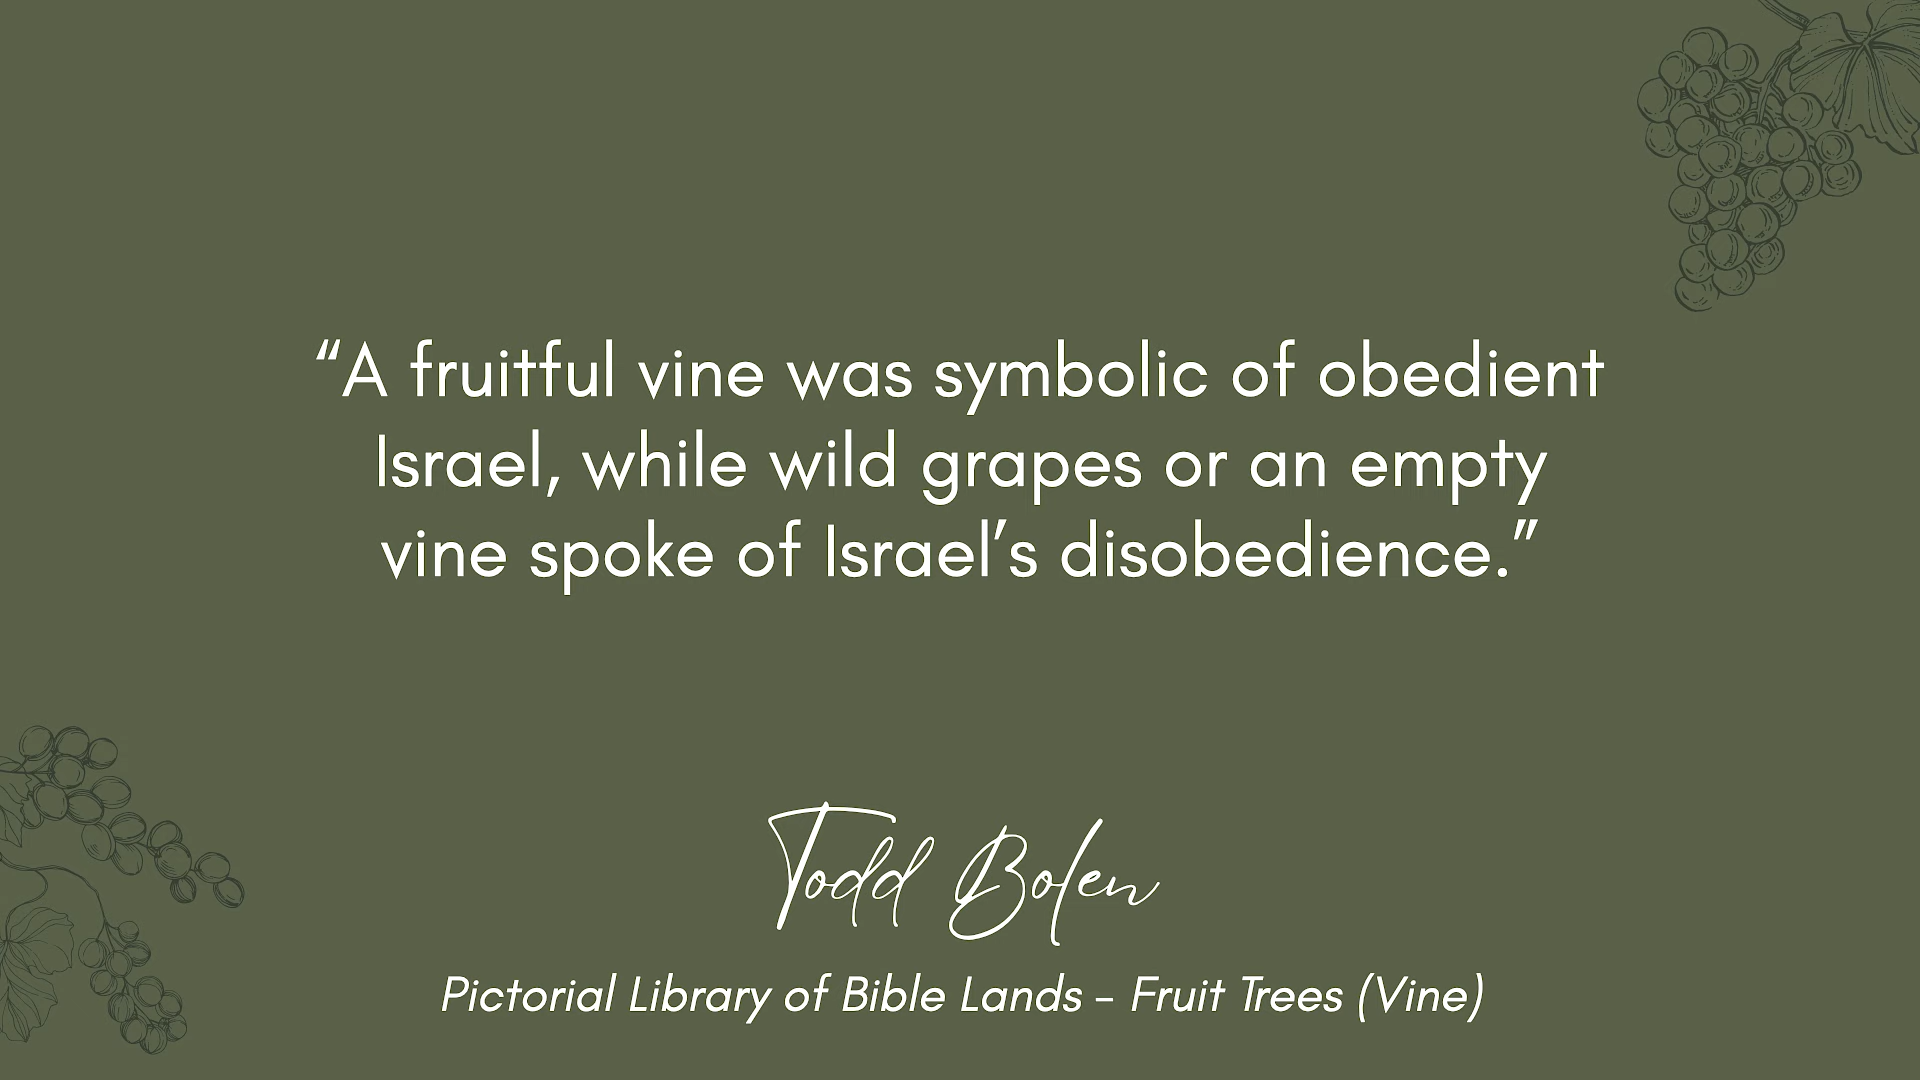 “A fruitful vine was symbolic of obedient
Israel, while wild grapes or an empty
vine spoke of Israel’s disobedience.”
Todd Bolen
Pictorial Library of Bible Lands – Fruit Trees (Vine)